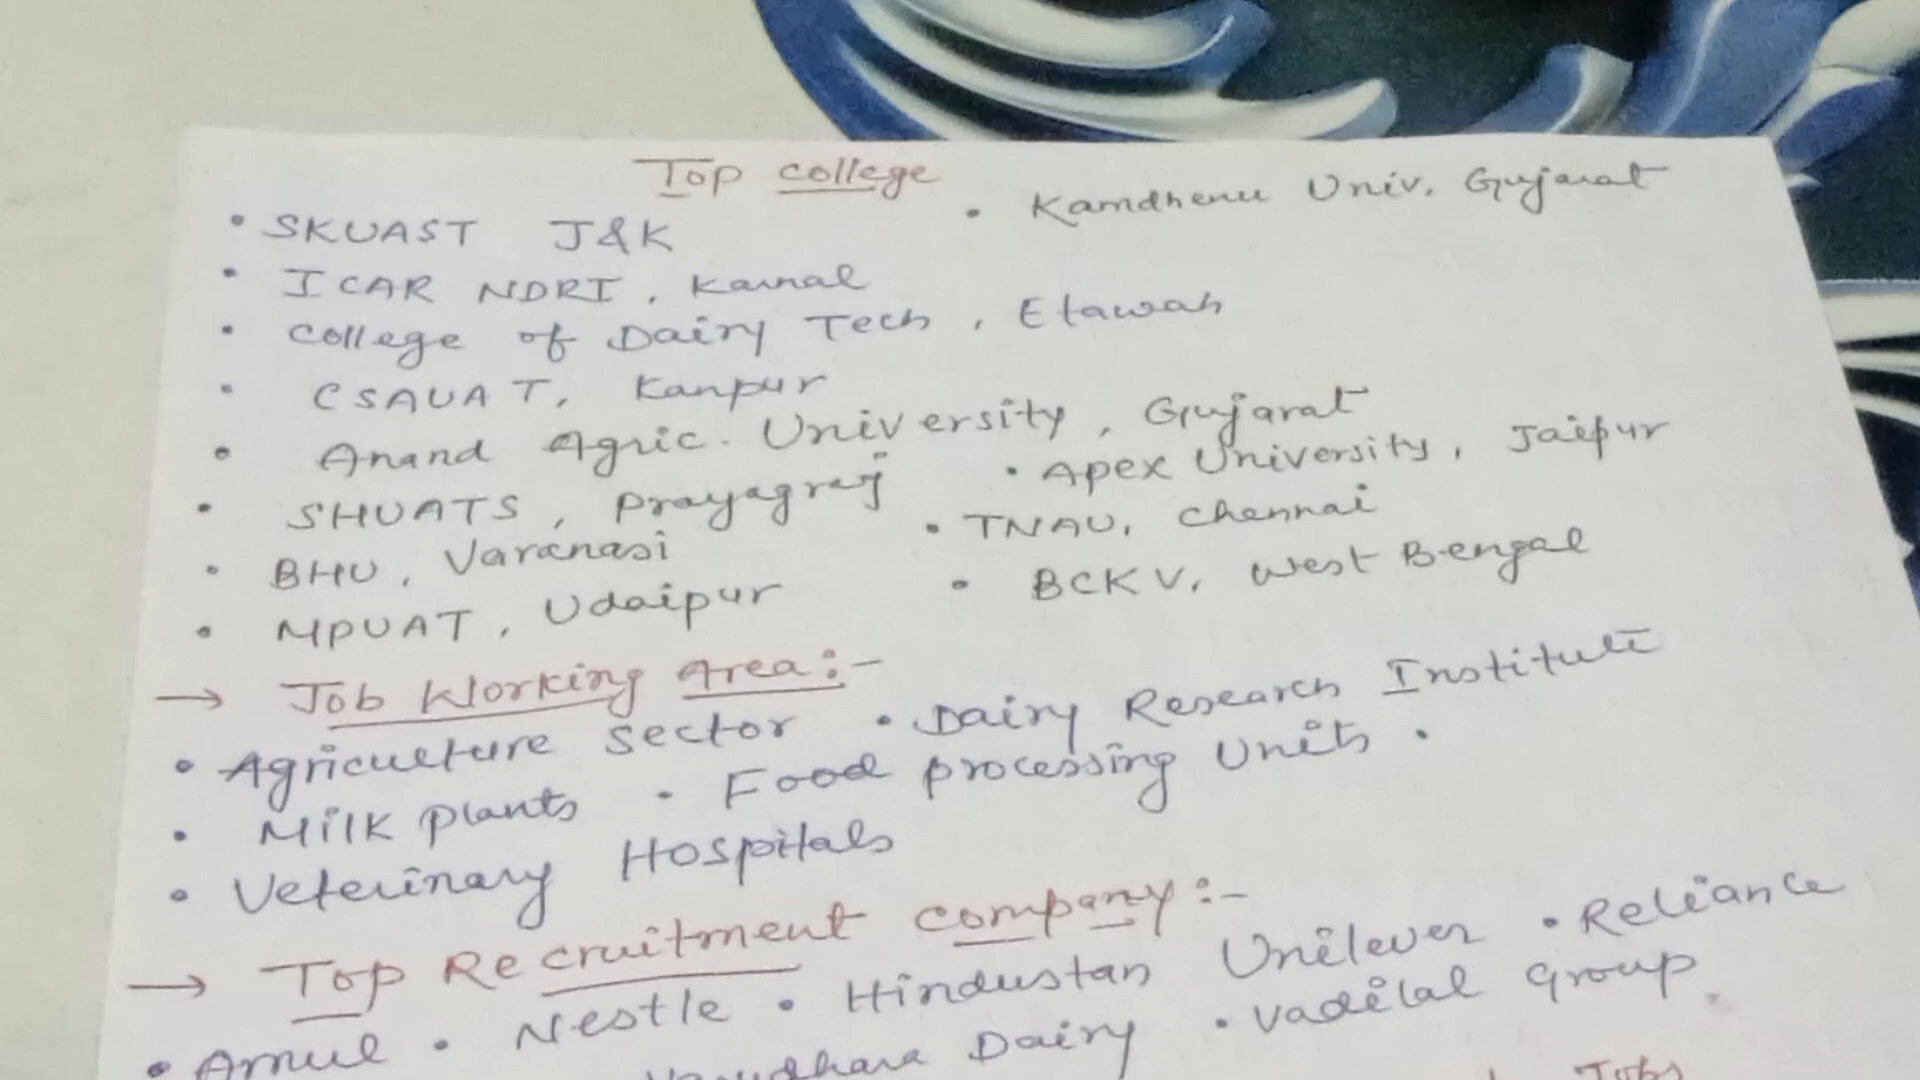 Top college
• SKUAST J&K • Kamdhenu Univ. Gujarat
• ICAR NDRI, Karnal
• College of Dairy Tech, Etawah
• CSAUAT, Kanpur
• Anand Agric. University, Gujarat
• SHUATS, Prayagraj • Apex University, Jaipur
• BHU, Varanasi • TNAU, Chennai
• MPUAT, Udaipur • BCKV, West Bengal
→ Job Working Area:-
• Agriculture Sector • Dairy Research Institute
• Milk plants • Food processing Units •
• Veterinary Hospitals
→ Top Recruitment company:-
• Amul • Nestle • Hindustan Unilever • Reliance
Dairy • Vadilal Group
Jobs